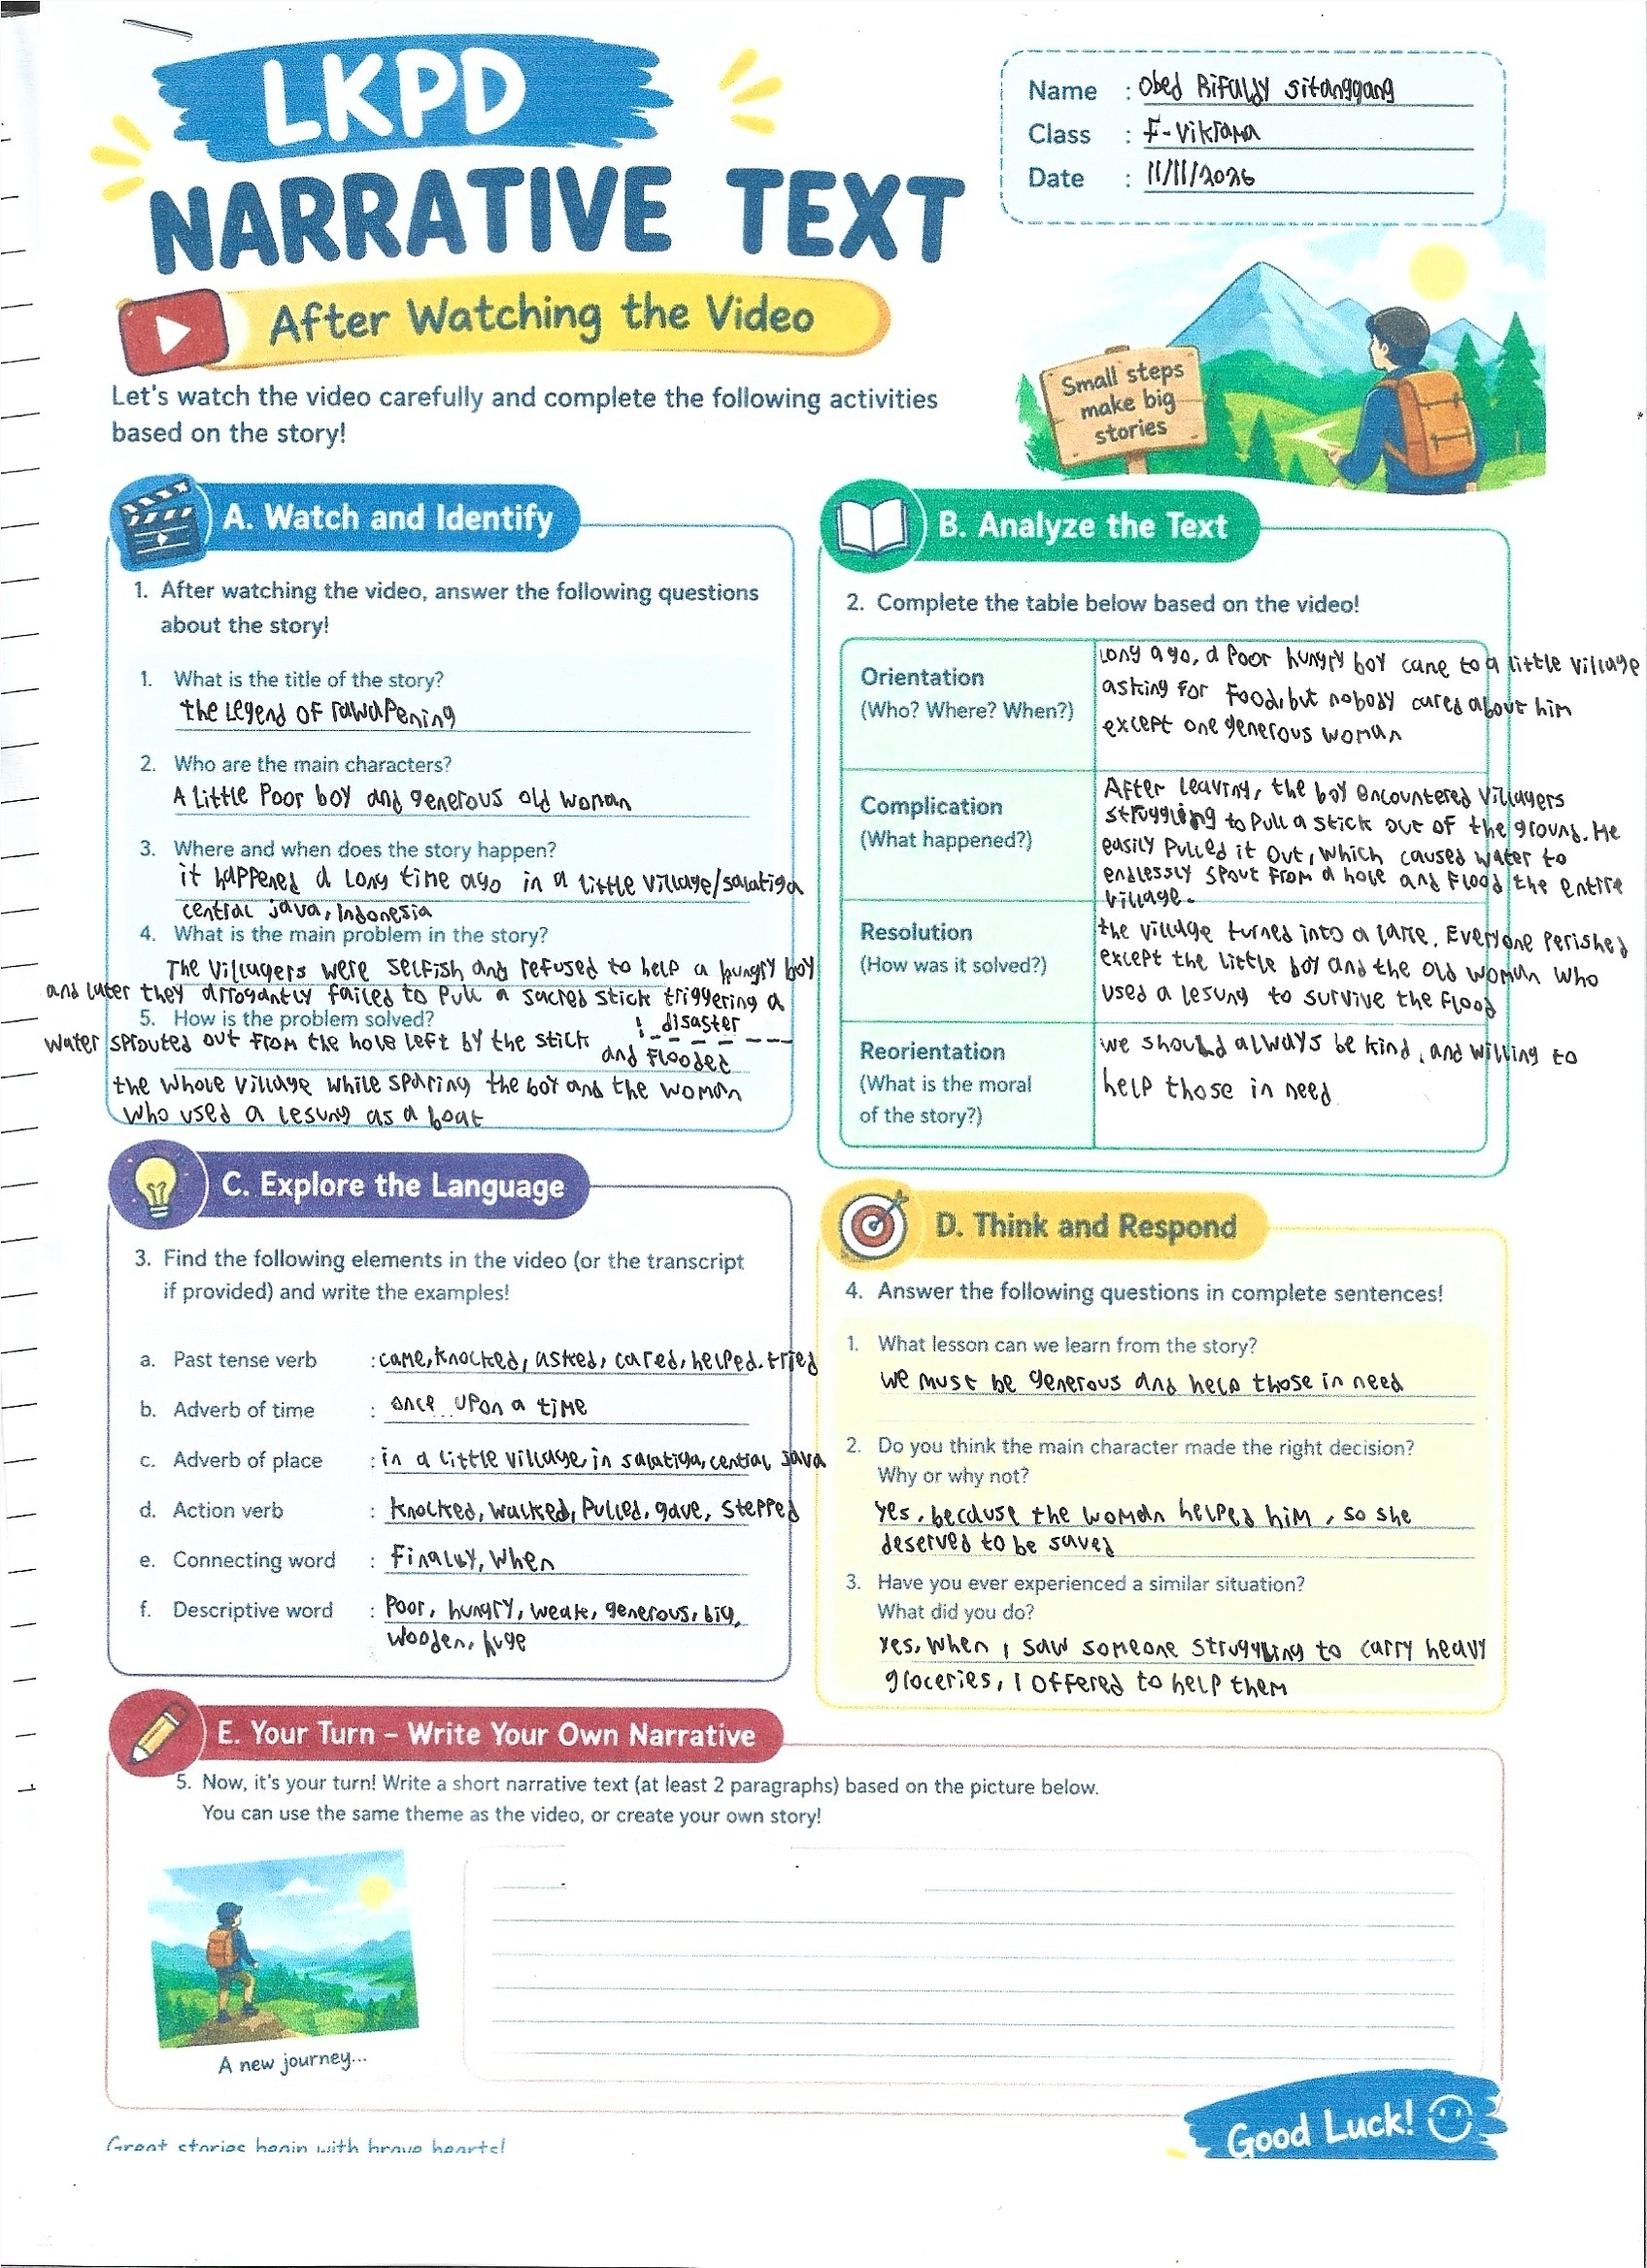 LKPD
NARRATIVE TEXT
After Watching the Video
Let's watch the video carefully and complete the following activities
based on the story!
Name : Obed Rifaldy Sitanggang
Class : F-Vikrama
Date : 11/11/2026
Small steps
make big
stories
A. Watch and Identify
1. After watching the video, answer the following questions
about the story!
1. What is the title of the story?
the Legend of rawapening
2. Who are the main characters?
A Little Poor boy and generous old woman
3. Where and when does the story happen?
it happened a long time ago in a little village/salatiga
central java, Indonesia
4. What is the main problem in the story?
The villagers were selfish and refused to help a hungry boy
and later they arrogantly failed to pull a sacred stick triggering a
disaster
5. How is the problem solved?
water sprouted out from the hole left by the stick
and flooded
the whole village while sparing the boy and the woman
who used a lesung as a boat
B. Analyze the Text
2. Complete the table below based on the video!
Orientation
(Who? Where? When?)
Long ago, a poor hungry boy came to a little village
asking for food, but nobody cared about him
except one generous woman
Complication
(What happened?)
After leaving, the boy encountered villagers
struggling to pull a stick out of the ground. He
easily pulled it out, which caused water to
endlessly spout from a hole and flood the entire
village.
Resolution
(How was it solved?)
the village turned into a lake. Everyone perished
except the little boy and the old woman who
used a lesung to survive the flood
Reorientation
(What is the moral
of the story?)
we should always be kind, and willing to
help those in need
C. Explore the Language
3. Find the following elements in the video (or the transcript
if provided) and write the examples!
a. Past tense verb : came, knocked, asked, cared, helped, tried
b. Adverb of time : once upon a time
c. Adverb of place : in a little village, in salatiga, central Java
d. Action verb : knocked, walked, pulled, gave, stepped
e. Connecting word : Finally, when
f. Descriptive word : Poor, hungry, weak, generous, big,
wooden, huge
D. Think and Respond
4. Answer the following questions in complete sentences!
1. What lesson can we learn from the story?
we must be generous and help those in need
2. Do you think the main character made the right decision?
Why or why not?
Yes, because the woman helped him, so she
deserved to be saved
3. Have you ever experienced a similar situation?
What did you do?
Yes, when I saw someone struggling to carry heavy
groceries, I offered to help them
E. Your Turn – Write Your Own Narrative
5. Now, it's your turn! Write a short narrative text (at least 2 paragraphs) based on the picture below.
You can use the same theme as the video, or create your own story!
A new journey...
Great stories begin with brave hearts!
Good Luck!